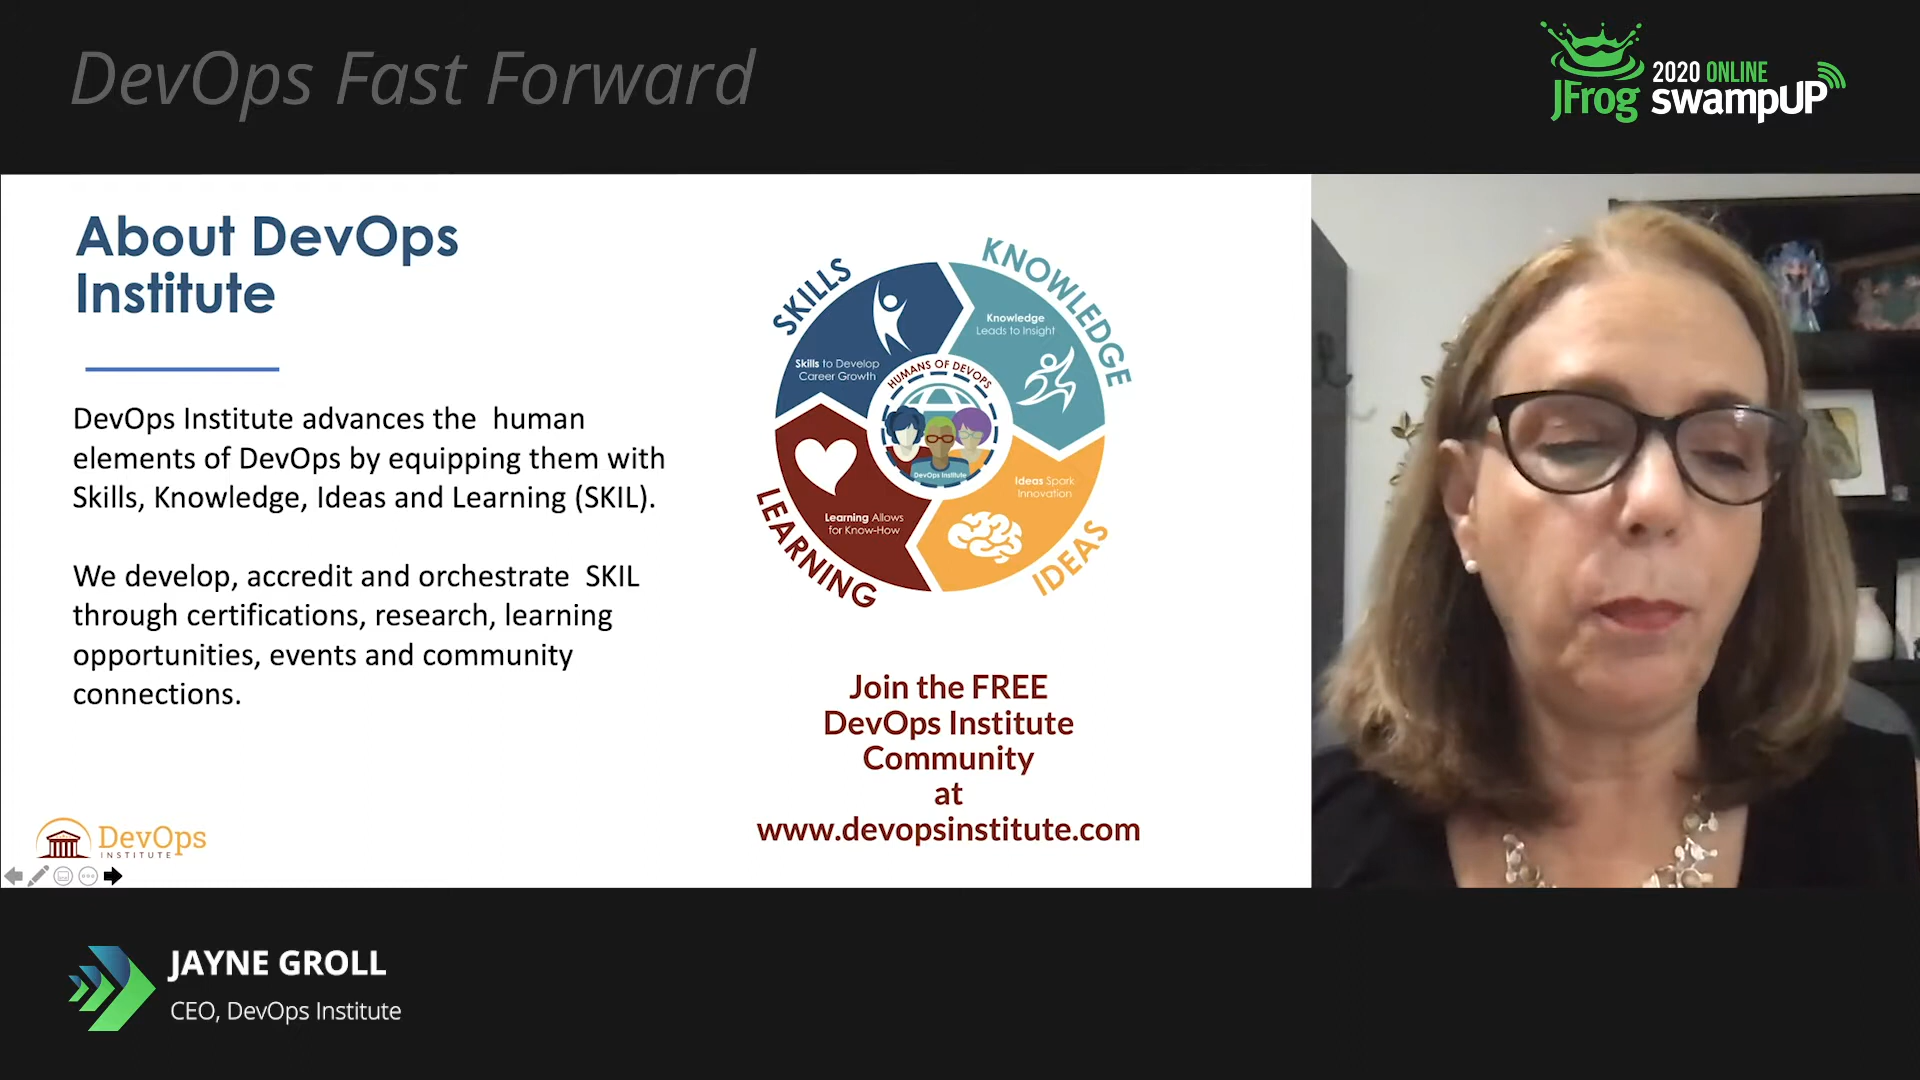 DevOps Fast Forward
2020 ONLINE
JFrog swampUP
About DevOps
Institute
DevOps Institute advances the human
elements of DevOps by equipping them with
Skills, Knowledge, Ideas and Learning (SKIL).
We develop, accredit and orchestrate SKIL
through certifications, research, learning
opportunities, events and community
connections.
SKILLS
Skills to Develop
Career Growth
KNOWLEDGE
Knowledge
Leads to Insight
HUMANS OF DEVOPS
DevOps Institute
LEARNING
Learning Allows
for Know-How
IDEAS
Ideas Spark
Innovation
Join the FREE
DevOps Institute
Community
at
www.devopsinstitute.com
DevOps
INSTITUTE
JAYNE GROLL
CEO, DevOps Institute